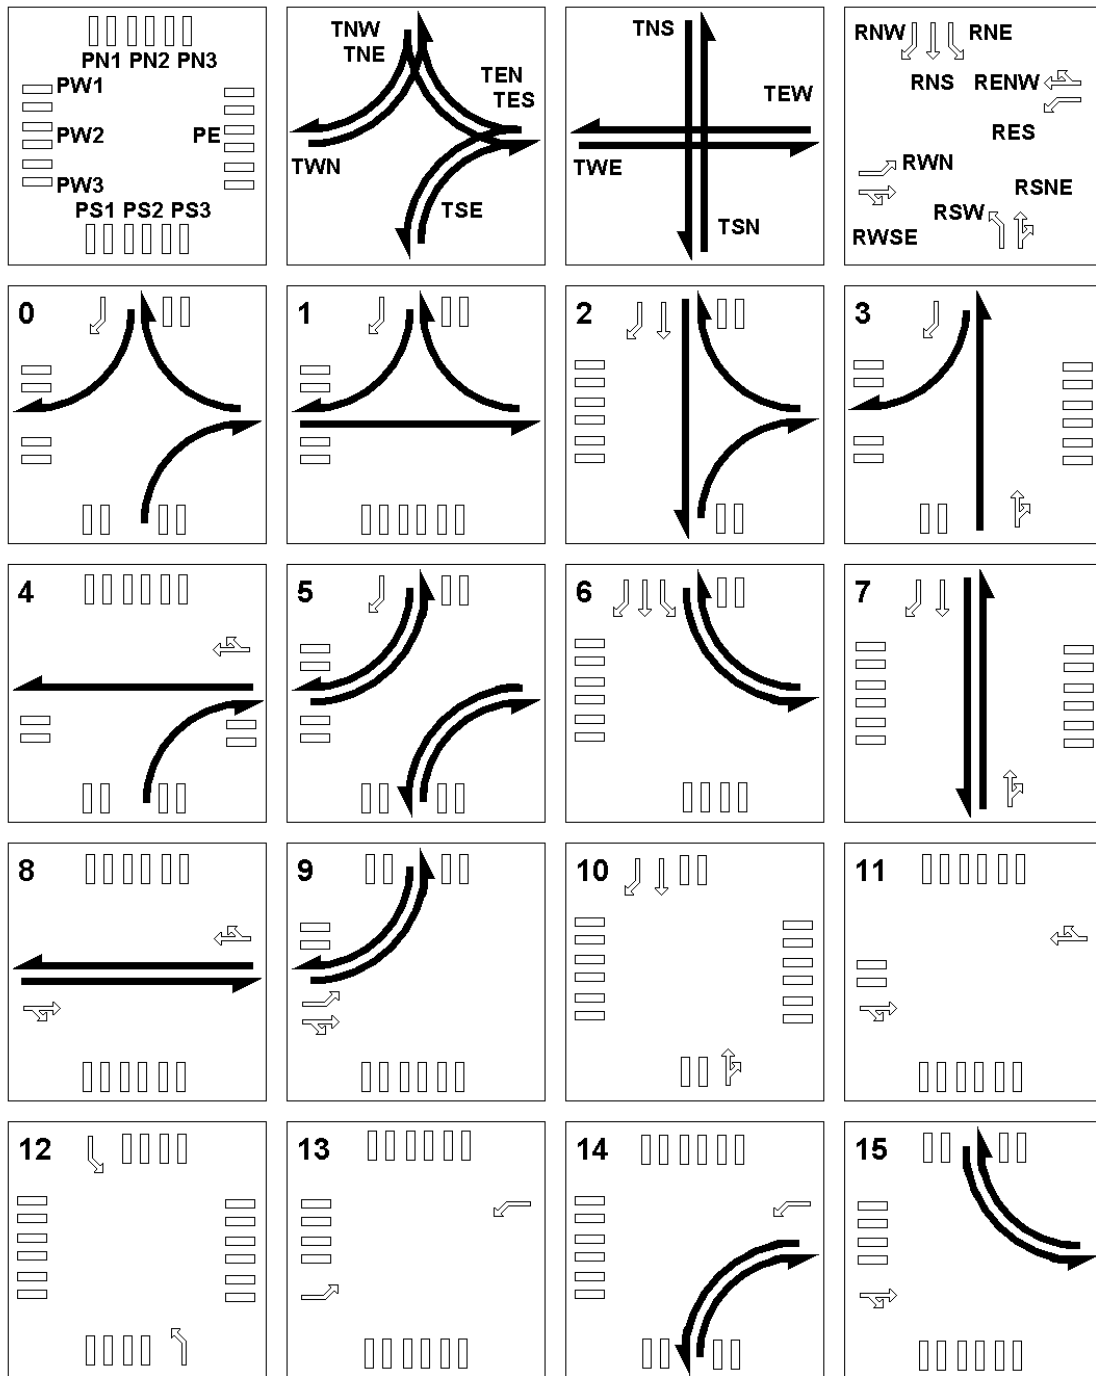 PN1 PN2 PN3
PW1
PW2 PE
PW3
PS1 PS2 PS3
TNW
TNE
TEN
TES
TWN
TSE
TNS
TEW
TWE
TSN
RNW RNE
RNS RENW
RES
RWN
RSNE
RSW
RWSE
0
1
2
3
4
5
6
7
8
9
10
11
12
13
14
15